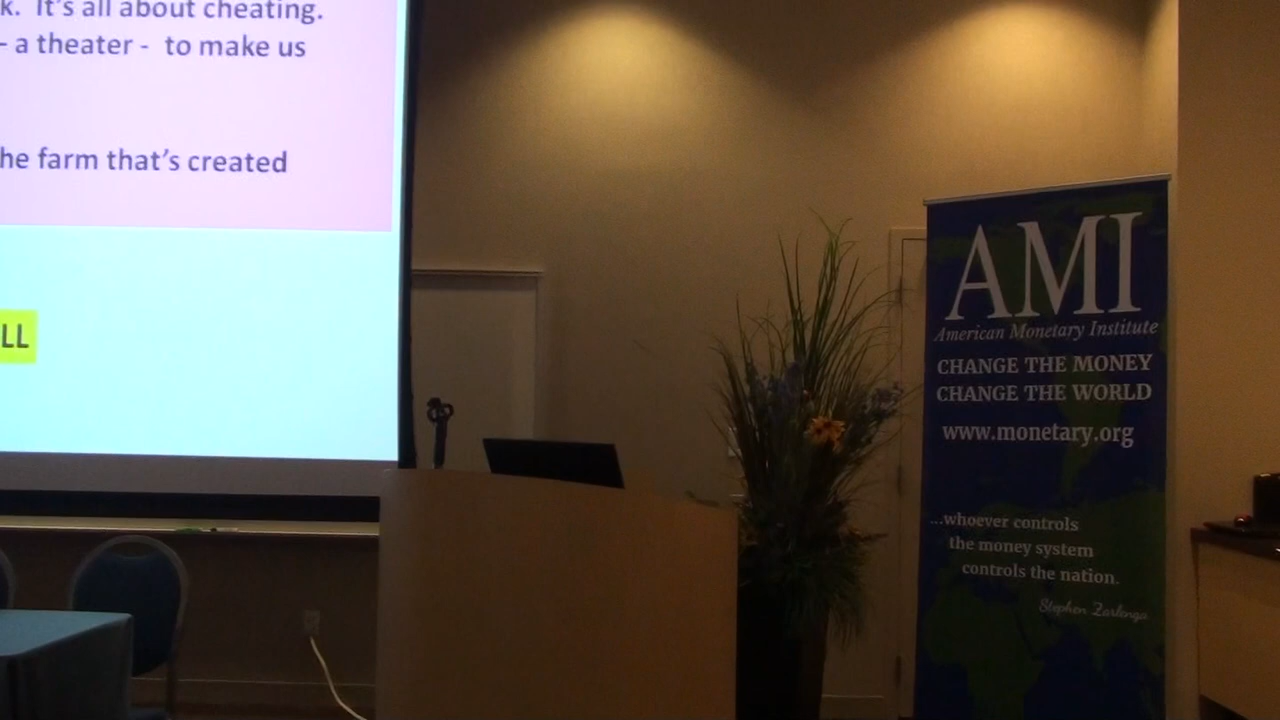 k. It's all about cheating.
- a theater - to make us
he farm that's created
LL
AMI
American Monetary Institute
CHANGE THE MONEY
CHANGE THE WORLD
www.monetary.org
...whoever controls
the money system
controls the nation.
Stephen Zarlenga